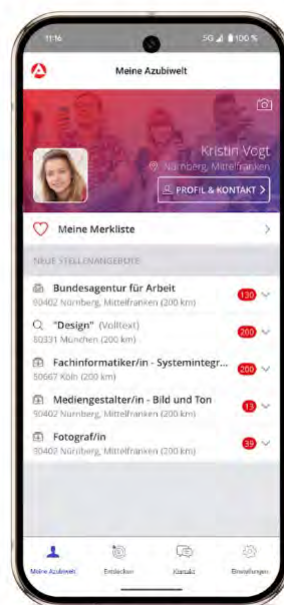 11:16
5G 100 %
Meine Azubiwelt
Kristin Vogt
Nürnberg, Mittelfranken
PROFIL & KONTAKT >
Meine Merkliste
NEUE STELLENANGEBOTE
Bundesagentur für Arbeit
130
90402 Nürnberg, Mittelfranken (200 km)
"Design" (Volltext)
200
80331 München (200 km)
Fachinformatiker/in - Systemintegr...
200
50667 Köln (200 km)
Mediengestalter/in - Bild und Ton
13
90402 Nürnberg, Mittelfranken (200 km)
Fotograf/in
39
90402 Nürnberg, Mittelfranken (200 km)
Meine Azubiwelt
Entdecken
Kontakt
Einstellungen